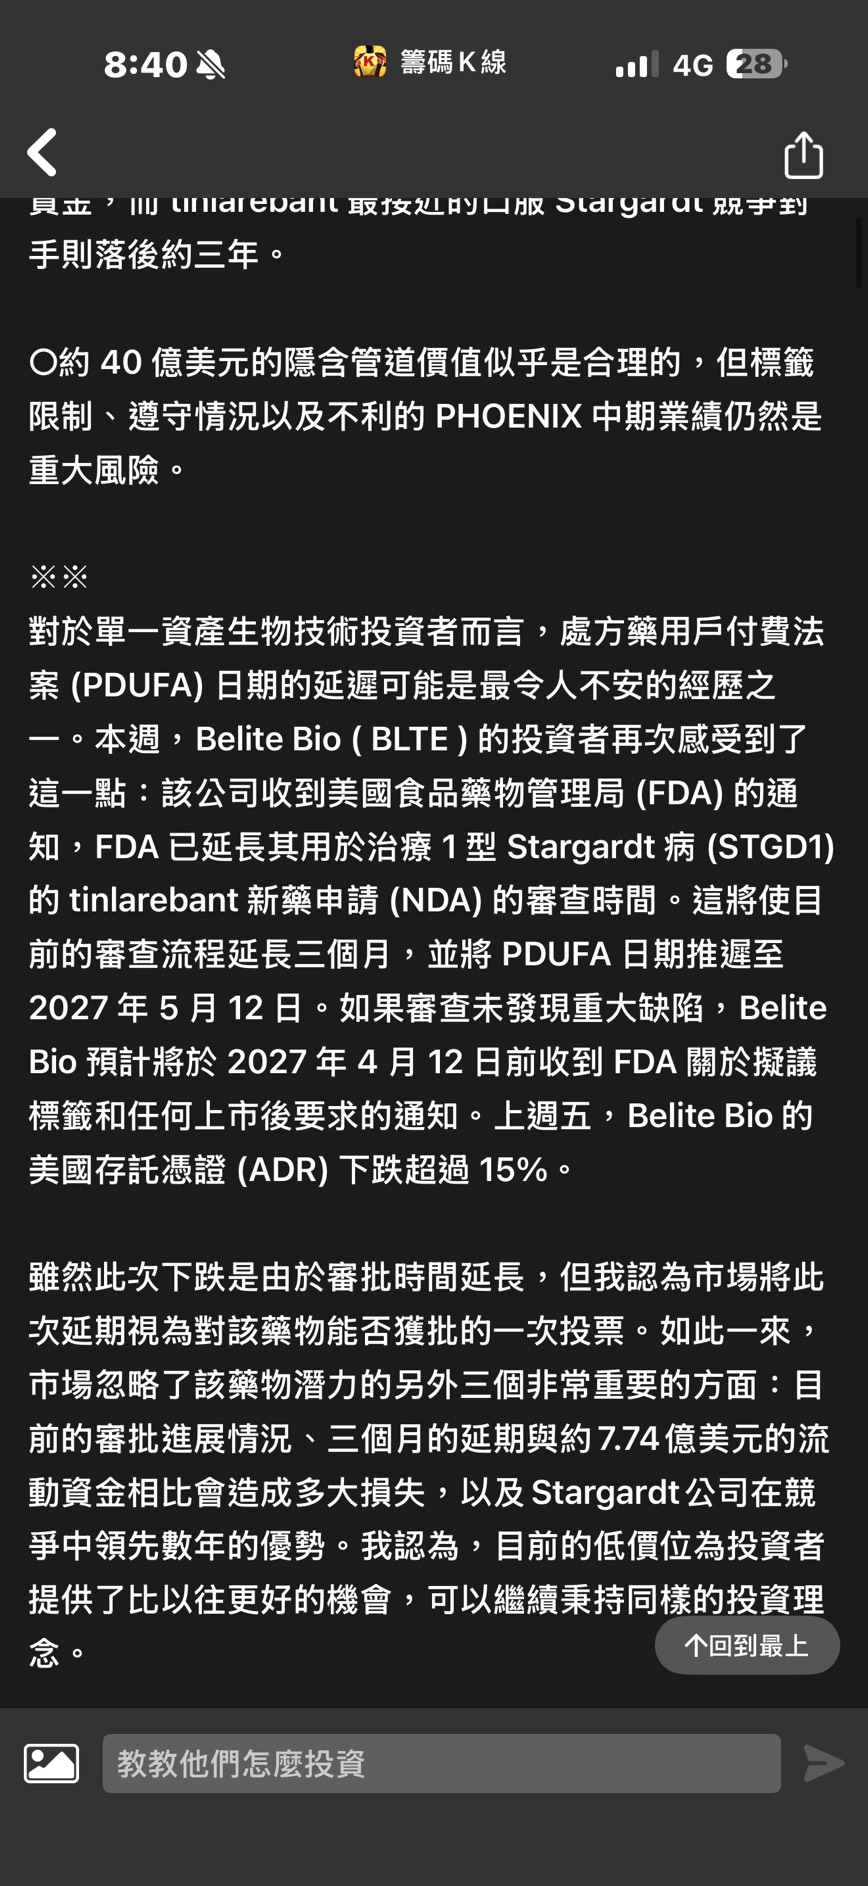 8:40
籌碼K線
4G
28
資金，而 tinlarebant 最接近的口服 Stargardt 競爭對
手則落後約三年。
〇約 40 億美元的隱含管道價值似乎是合理的，但標籤
限制、遵守情況以及不利的 PHOENIX 中期業績仍然是
重大風險。
※※
對於單一資產生物技術投資者而言，處方藥用戶付費法
案 (PDUFA) 日期的延遲可能是最令人不安的經歷之
一。本週，Belite Bio ( BLTE ) 的投資者再次感受到了
這一點：該公司收到美國食品藥物管理局 (FDA) 的通
知，FDA 已延長其用於治療 1 型 Stargardt 病 (STGD1)
的 tinlarebant 新藥申請 (NDA) 的審查時間。這將使目
前的審查流程延長三個月，並將 PDUFA 日期推遲至
2027 年 5 月 12 日。如果審查未發現重大缺陷，Belite
Bio 預計將於 2027 年 4 月 12 日前收到 FDA 關於擬議
標籤和任何上市後要求的通知。上週五，Belite Bio 的
美國存託憑證 (ADR) 下跌超過 15%。
雖然此次下跌是由於審批時間延長，但我認為市場將此
次延期視為對該藥物能否獲批的一次投票。如此一來，
市場忽略了該藥物潛力的另外三個非常重要的方面：目
前的審批進展情況、三個月的延期與約 7.74 億美元的流
動資金相比會造成多大損失，以及 Stargardt 公司在競
爭中領先數年的優勢。我認為，目前的低價位為投資者
提供了比以往更好的機會，可以繼續秉持同樣的投資理
念。
↑回到最上
教教他們怎麼投資